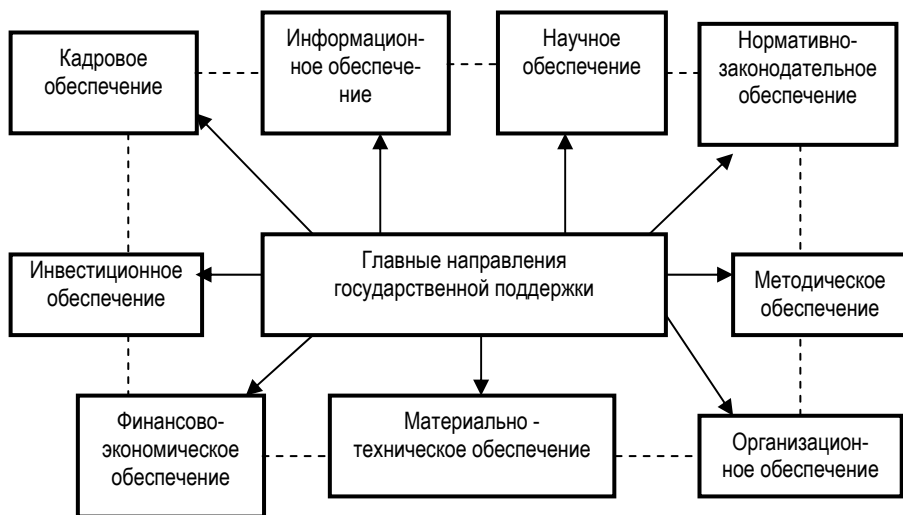 Кадровое
обеспечение
Информацион-
ное обеспече-
ние
Научное
обеспечение
Нормативно-
законодательное
обеспечение
Инвестиционное
обеспечение
Главные направления
государственной поддержки
Методическое
обеспечение
Финансово-
экономическое
обеспечение
Материально -
техническое обеспечение
Организацион-
ное обеспечение